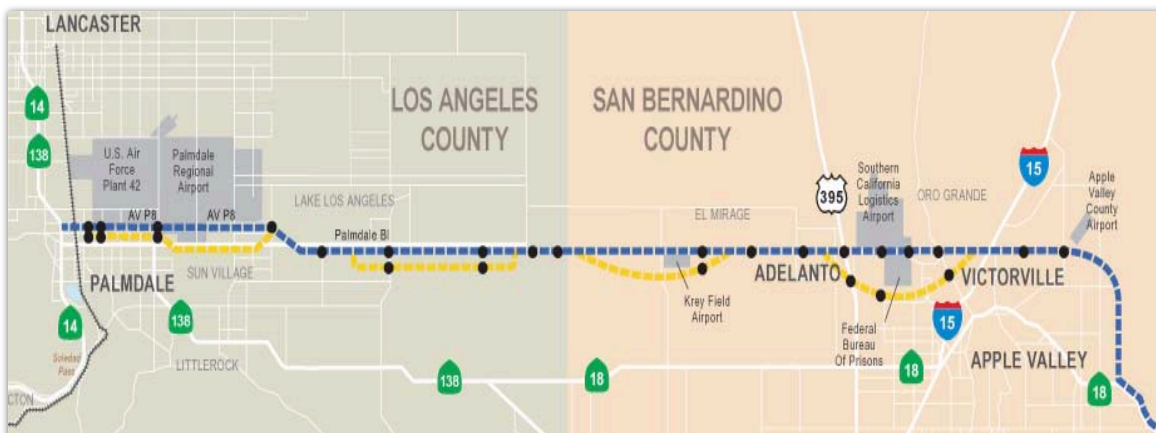 LANCASTER
14
138
U.S. Air
Force
Plant 42
Palmdale
Regional
Airport
LOS ANGELES
COUNTY
SAN BERNARDINO
COUNTY
15
395
Southern
California
Logistics
Airport
ORO GRANDE
Apple
Valley
County
Airport
LAKE LOS ANGELES
EL MIRAGE
AV P8
AV P8
Palmdale Bl
PALMDALE
SUN VILLAGE
ADELANTO
VICTORVILLE
Krey Field
Airport
14
138
Federal
Bureau
Of Prisons
15
Soledad
Pass
LITTLEROCK
138
18
18
APPLE VALLEY
18
CTON